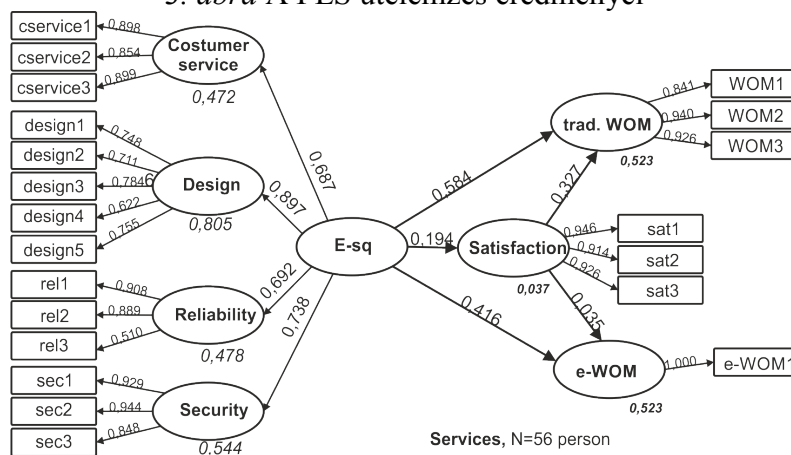 cservice1
cservice2
cservice3
0,898
0,854
0,899
Costumer
service
0,472
design1
design2
design3
design4
design5
0,748
0,711
0,7846
0,622
0,755
Design
0,805
rel1
rel2
rel3
0,908
0,889
0,510
Reliability
0,478
sec1
sec2
sec3
0,929
0,944
0,848
Security
0,544
0,687
0,897
0,692
0,738
E-sq
0,584
0,194
0,416
trad. WOM
0,523
0,841
0,940
0,926
WOM1
WOM2
WOM3
0,327
Satisfaction
0,037
0,946
0,914
0,926
sat1
sat2
sat3
0,035
e-WOM
0,523
1,000
e-WOM1
Services, N=56 person